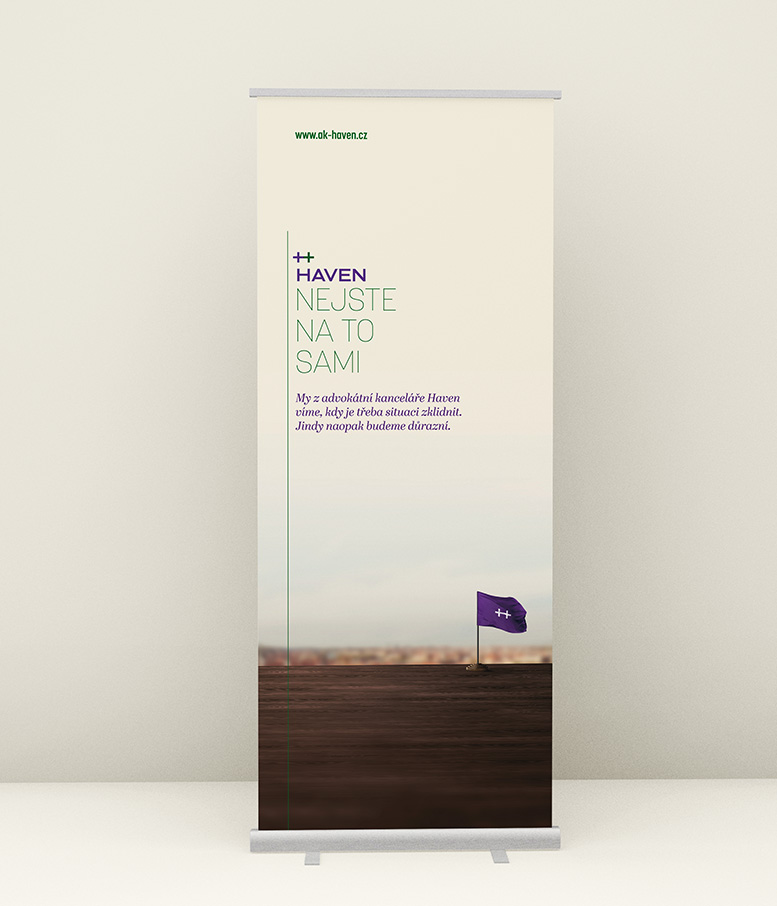 www.ak-haven.cz
HAVEN
NEJSTE
NA TO
SAMI
My z advokátní kanceláře Haven
víme, kdy je třeba situaci zklidnit.
Jindy naopak budeme důrazní.